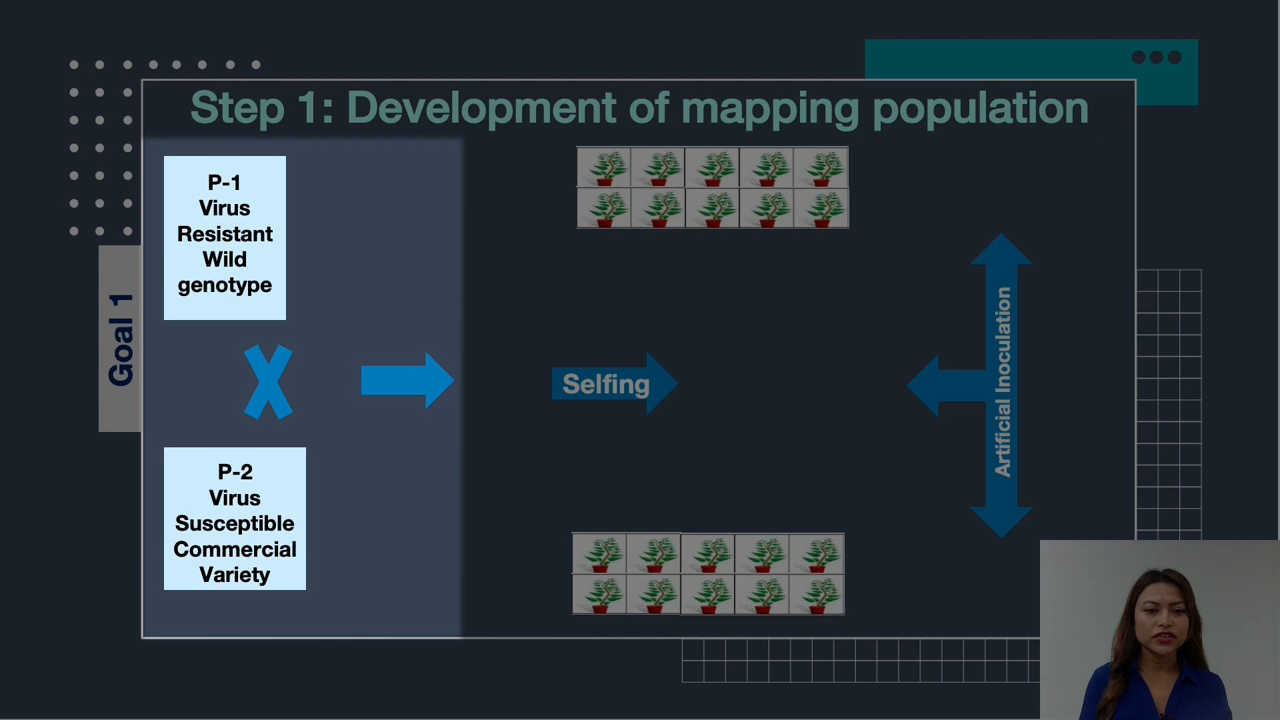 Step 1: Development of mapping population
P-1
Virus
Resistant
Wild
genotype
Goal 1
Selfing
Artificial Inoculation
P-2
Virus
Susceptible
Commercial
Variety